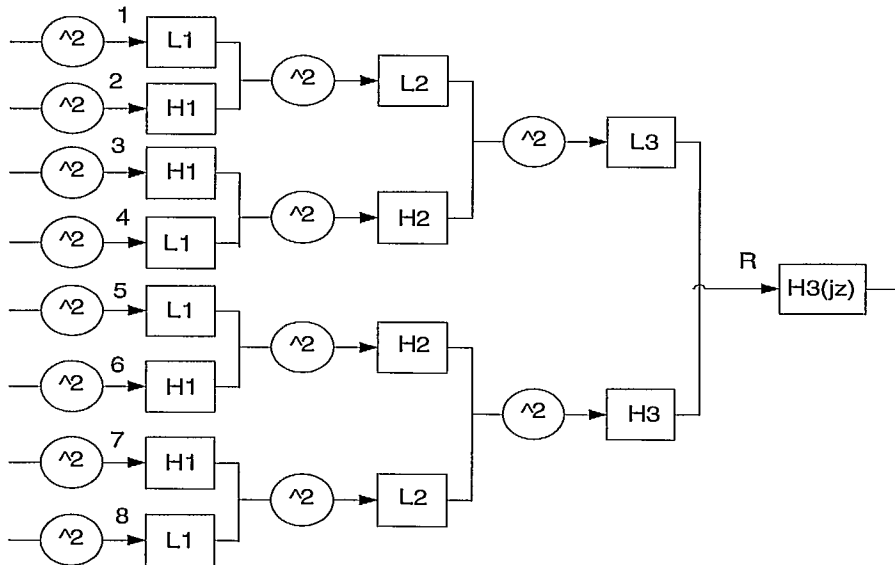 1
^2 L1
^2 L2
2
^2 H1
^2 L3
3
^2 H1
^2 H2
4
^2 L1
R
H3(jz)
5
^2 L1
^2 H2
6
^2 H1
^2 H3
7
^2 H1
^2 L2
8
^2 L1